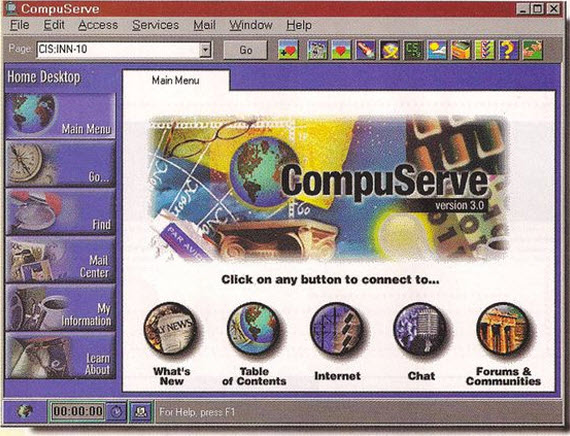 CompuServe
File Edit Access Services Mail Window Help
Page: CIS:INN-10 Go
Home Desktop
Main Menu
Main Menu
Go...
Find
Mail
Center
My
Information
Learn
About
CompuServe
version 3.0
PAR AVION
Click on any button to connect to...
What's
New
Table
of Contents
Internet
Chat
Forums &
Communities
00:00:00 For Help, press F1